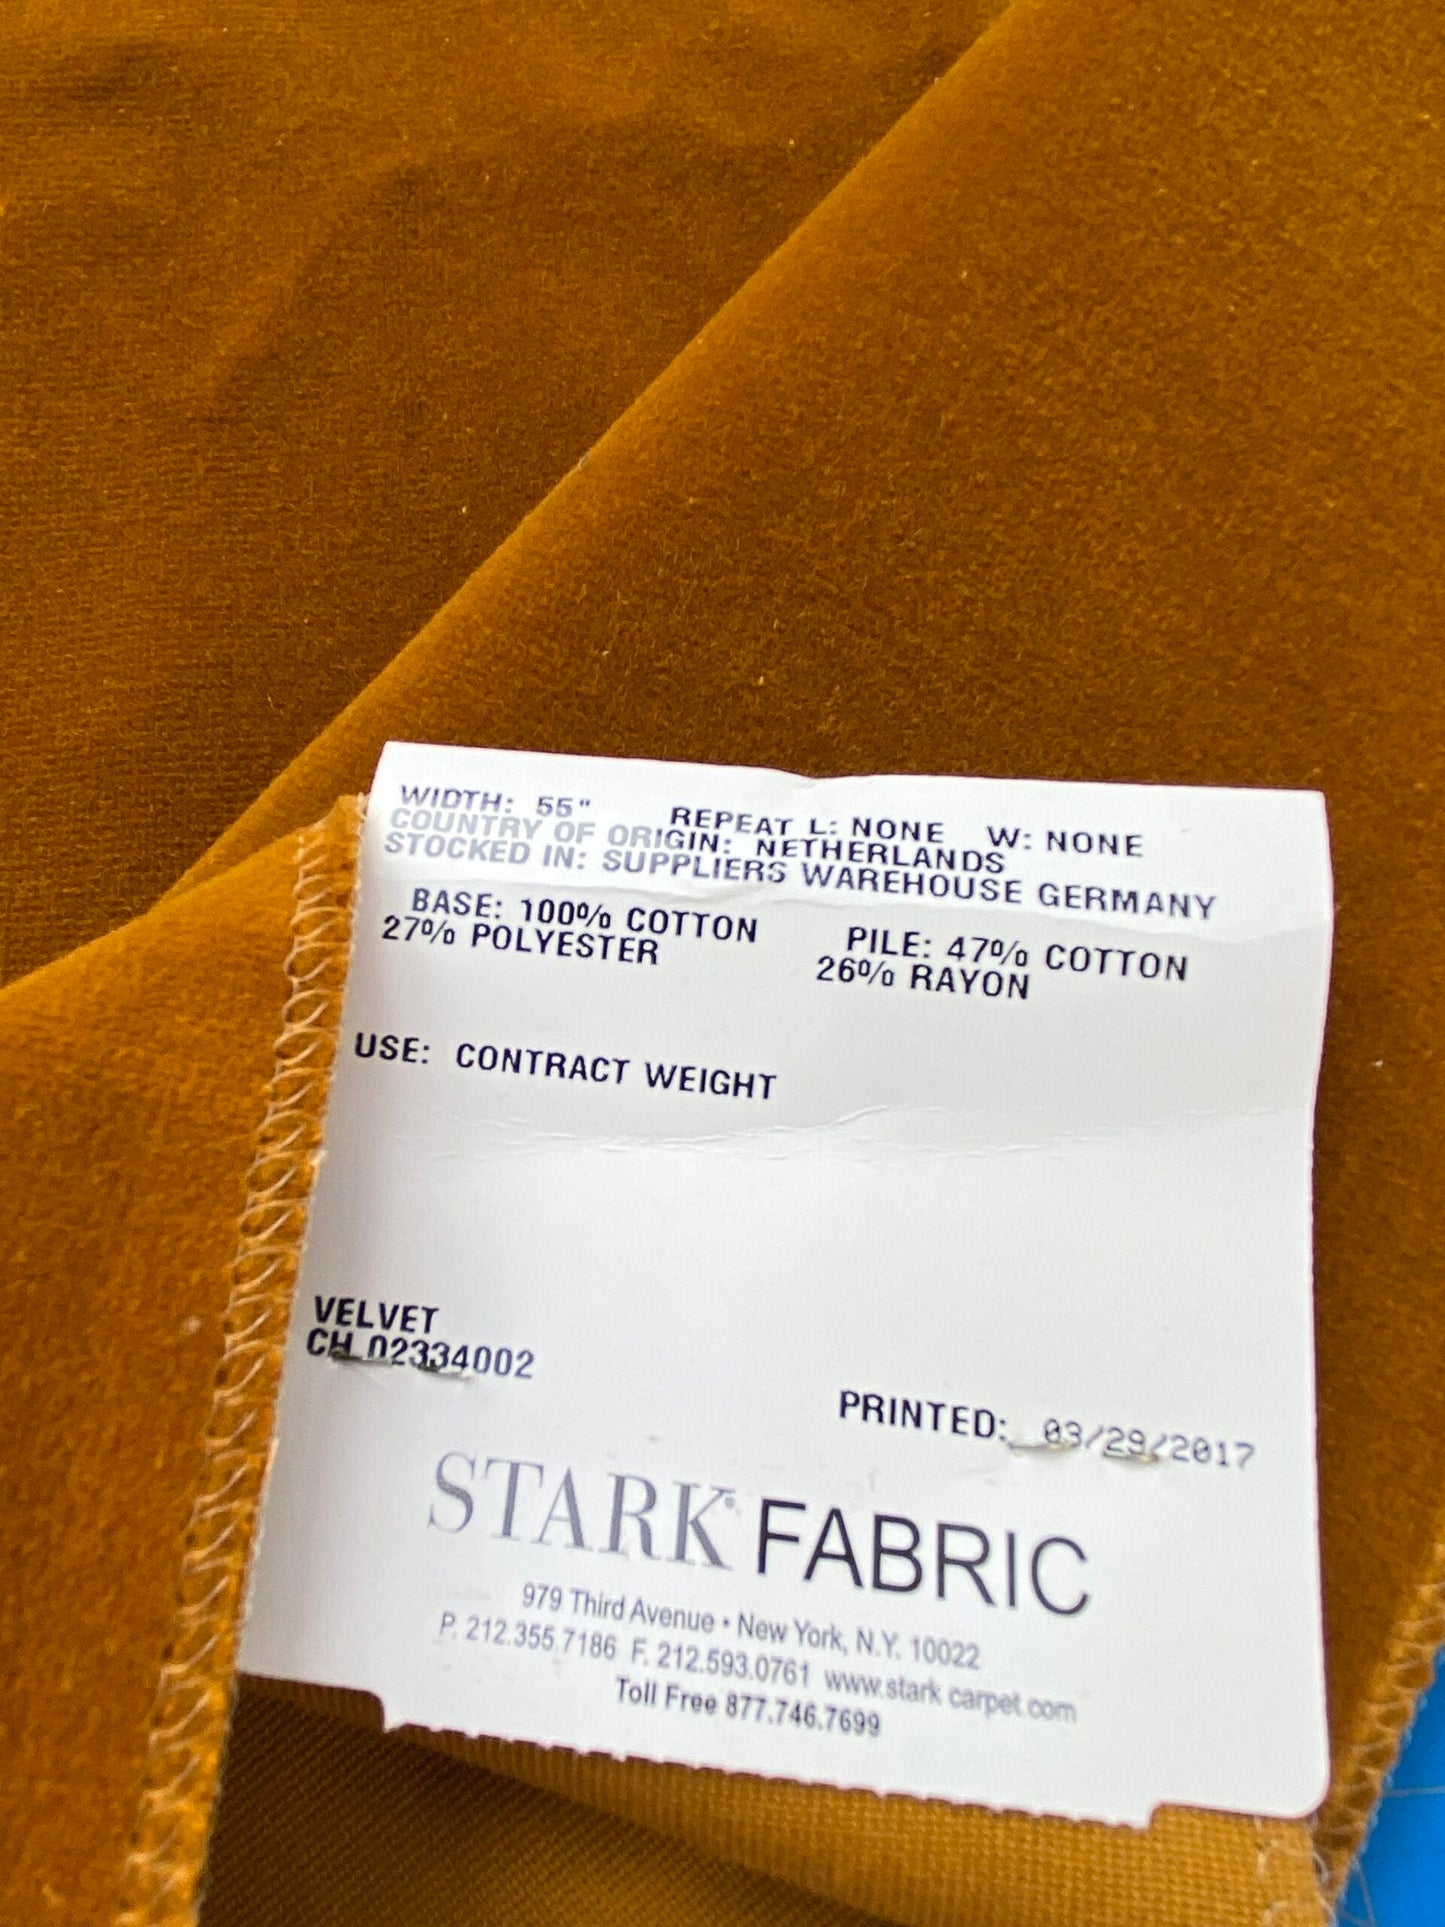 WIDTH: 55" REPEAT L: NONE W: NONE
COUNTRY OF ORIGIN: NETHERLANDS
STOCKED IN: SUPPLIERS WAREHOUSE GERMANY
BASE: 100% COTTON PILE: 47% COTTON
27% POLYESTER 26% RAYON
USE: CONTRACT WEIGHT
VELVET
CH 02334002
PRINTED: 03/29/2017
STARK® FABRIC
979 Third Avenue • New York, N.Y. 10022
P. 212.355.7186 F. 212.593.0761 www.stark carpet.com
Toll Free 877.746.7699